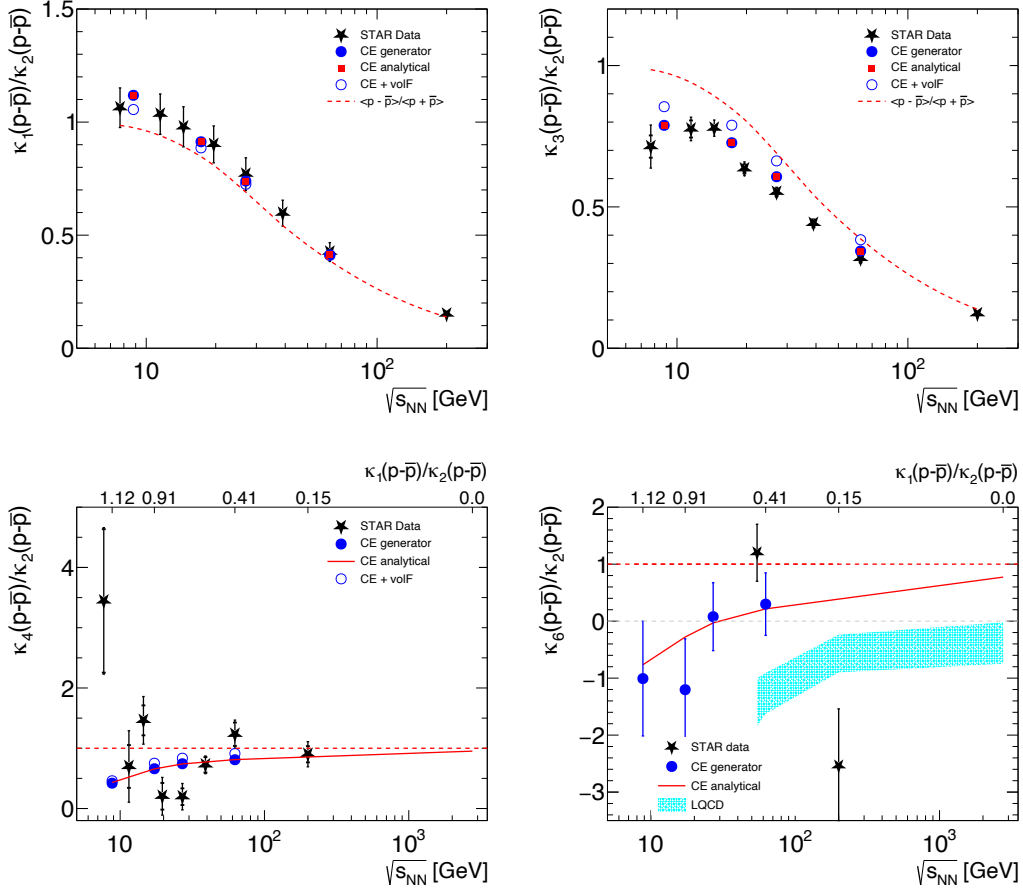 κ₁(p-p̅)/κ₂(p-p̅)
1.5
1
0.5
0
STAR Data
CE generator
CE analytical
CE + volF
<p - p̅>/<p + p̅>
10
10²
√s_NN [GeV]
κ₃(p-p̅)/κ₂(p-p̅)
1
0.5
0
STAR Data
CE generator
CE analytical
CE + volF
<p - p̅>/<p + p̅>
10
10²
√s_NN [GeV]
κ₁(p-p̅)/κ₂(p-p̅)
1.12 0.91 0.41 0.15 0.0
κ₄(p-p̅)/κ₂(p-p̅)
4
2
0
STAR Data
CE generator
CE analytical
CE + volF
10 10² 10³
√s_NN [GeV]
κ₁(p-p̅)/κ₂(p-p̅)
1.12 0.91 0.41 0.15 0.0
κ₆(p-p̅)/κ₂(p-p̅)
2
1
0
−1
−2
−3
STAR data
CE generator
CE analytical
LQCD
10 10² 10³
√s_NN [GeV]